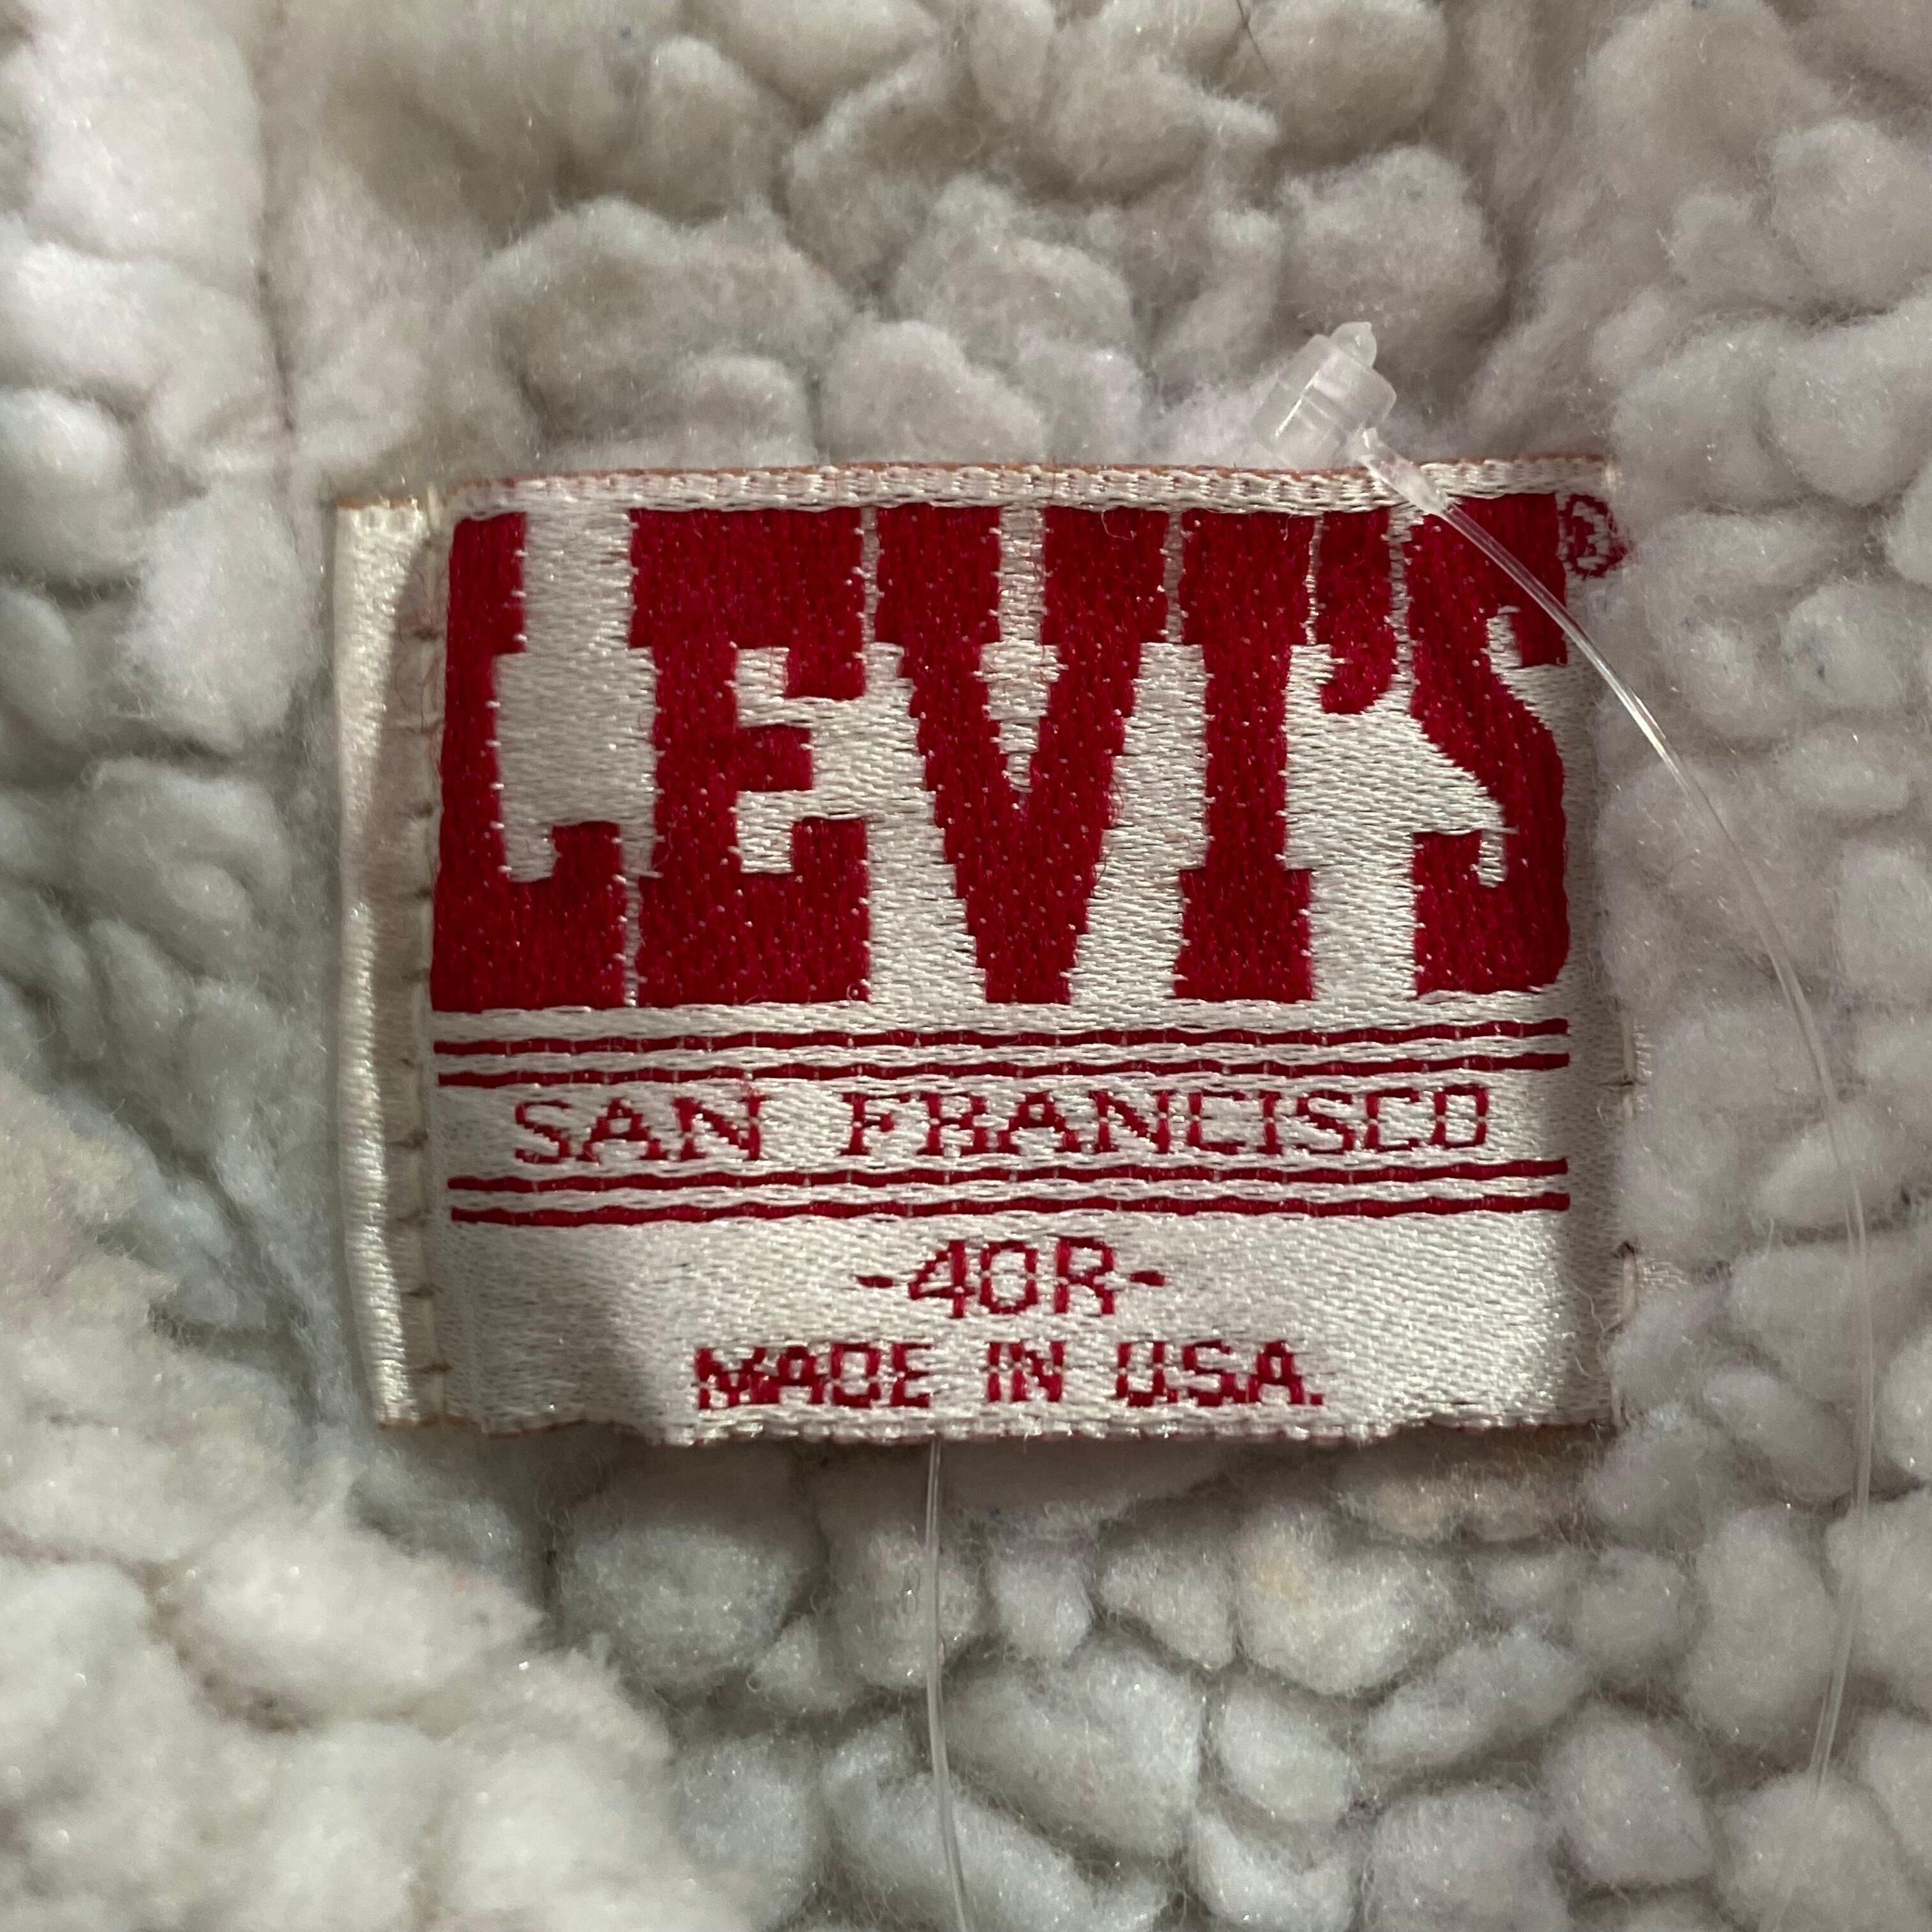 LEVI'S®
SAN FRANCISCO
-40R-
MADE IN U.S.A.